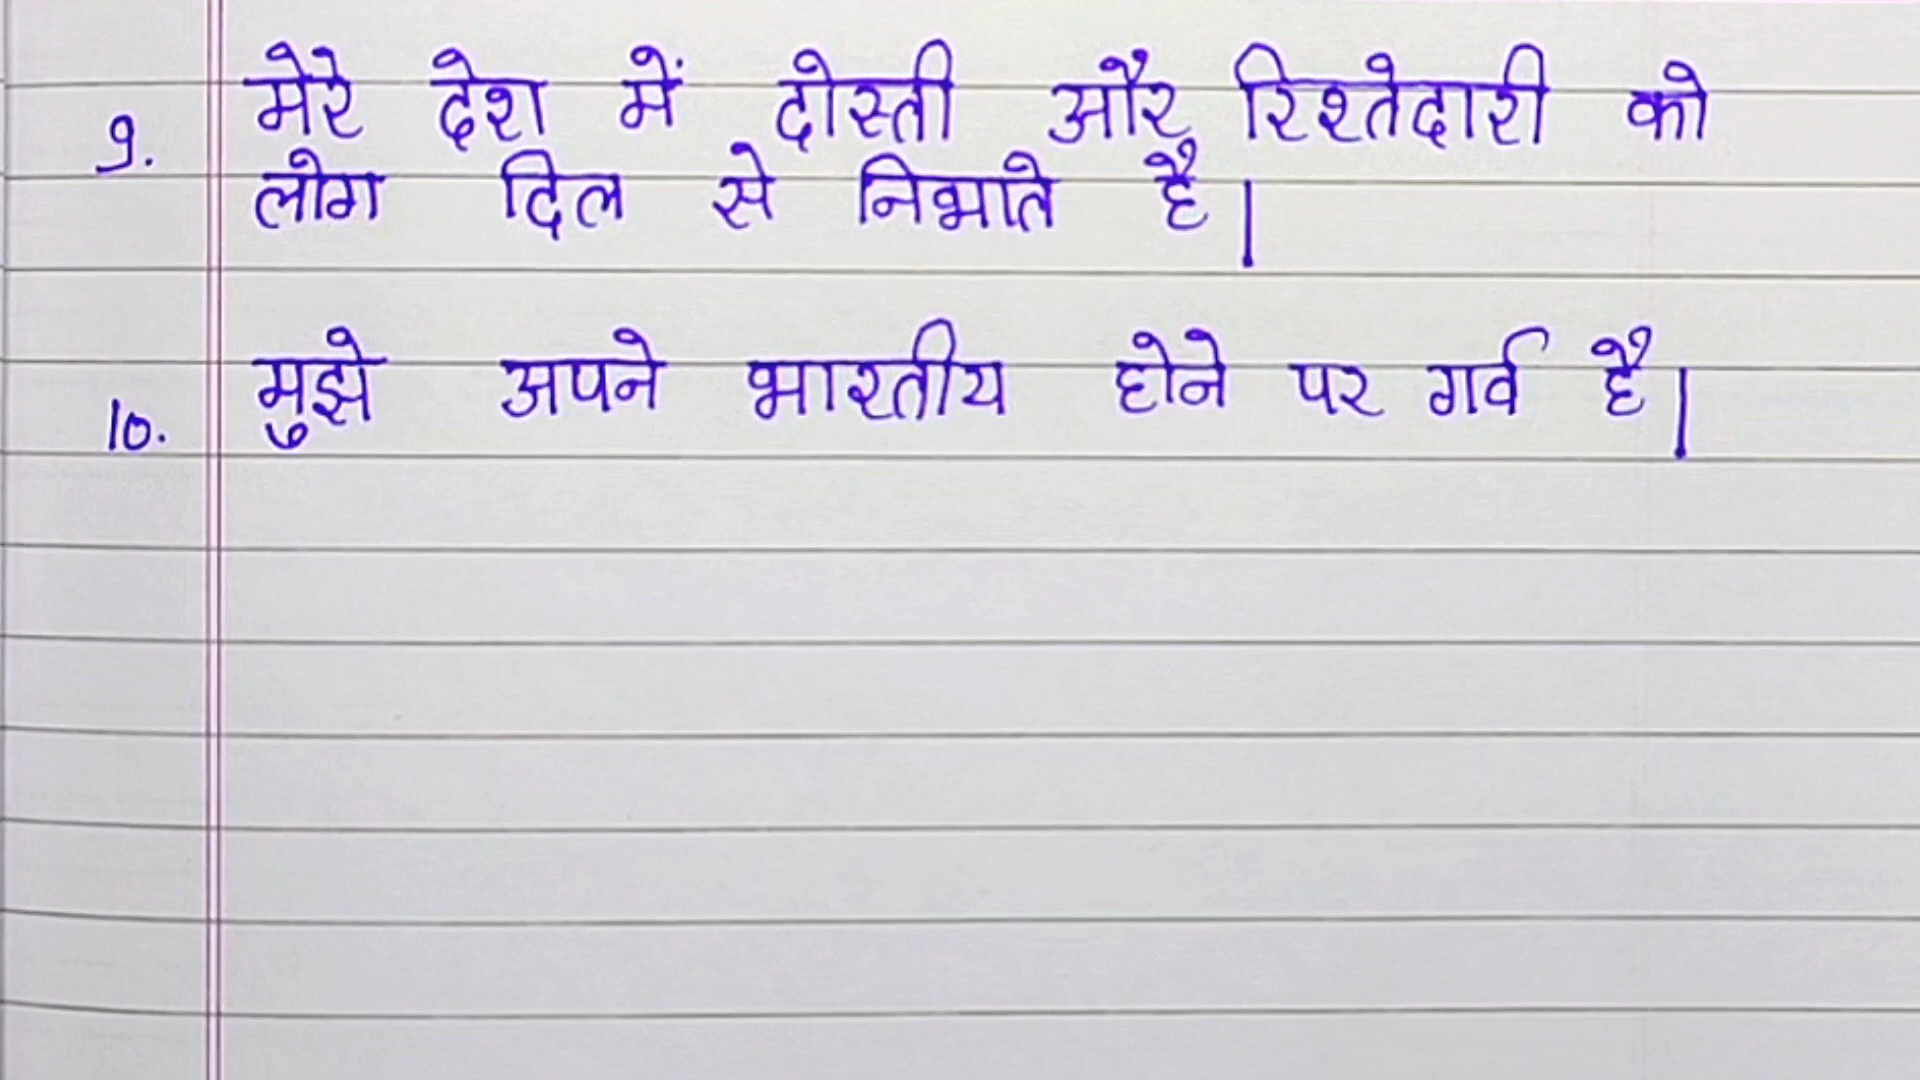 9. मेरे देश में दोस्ती और रिश्तेदारी को
लोग दिल से निभाते है।
10. मुझे अपने भारतीय होने पर गर्व है।